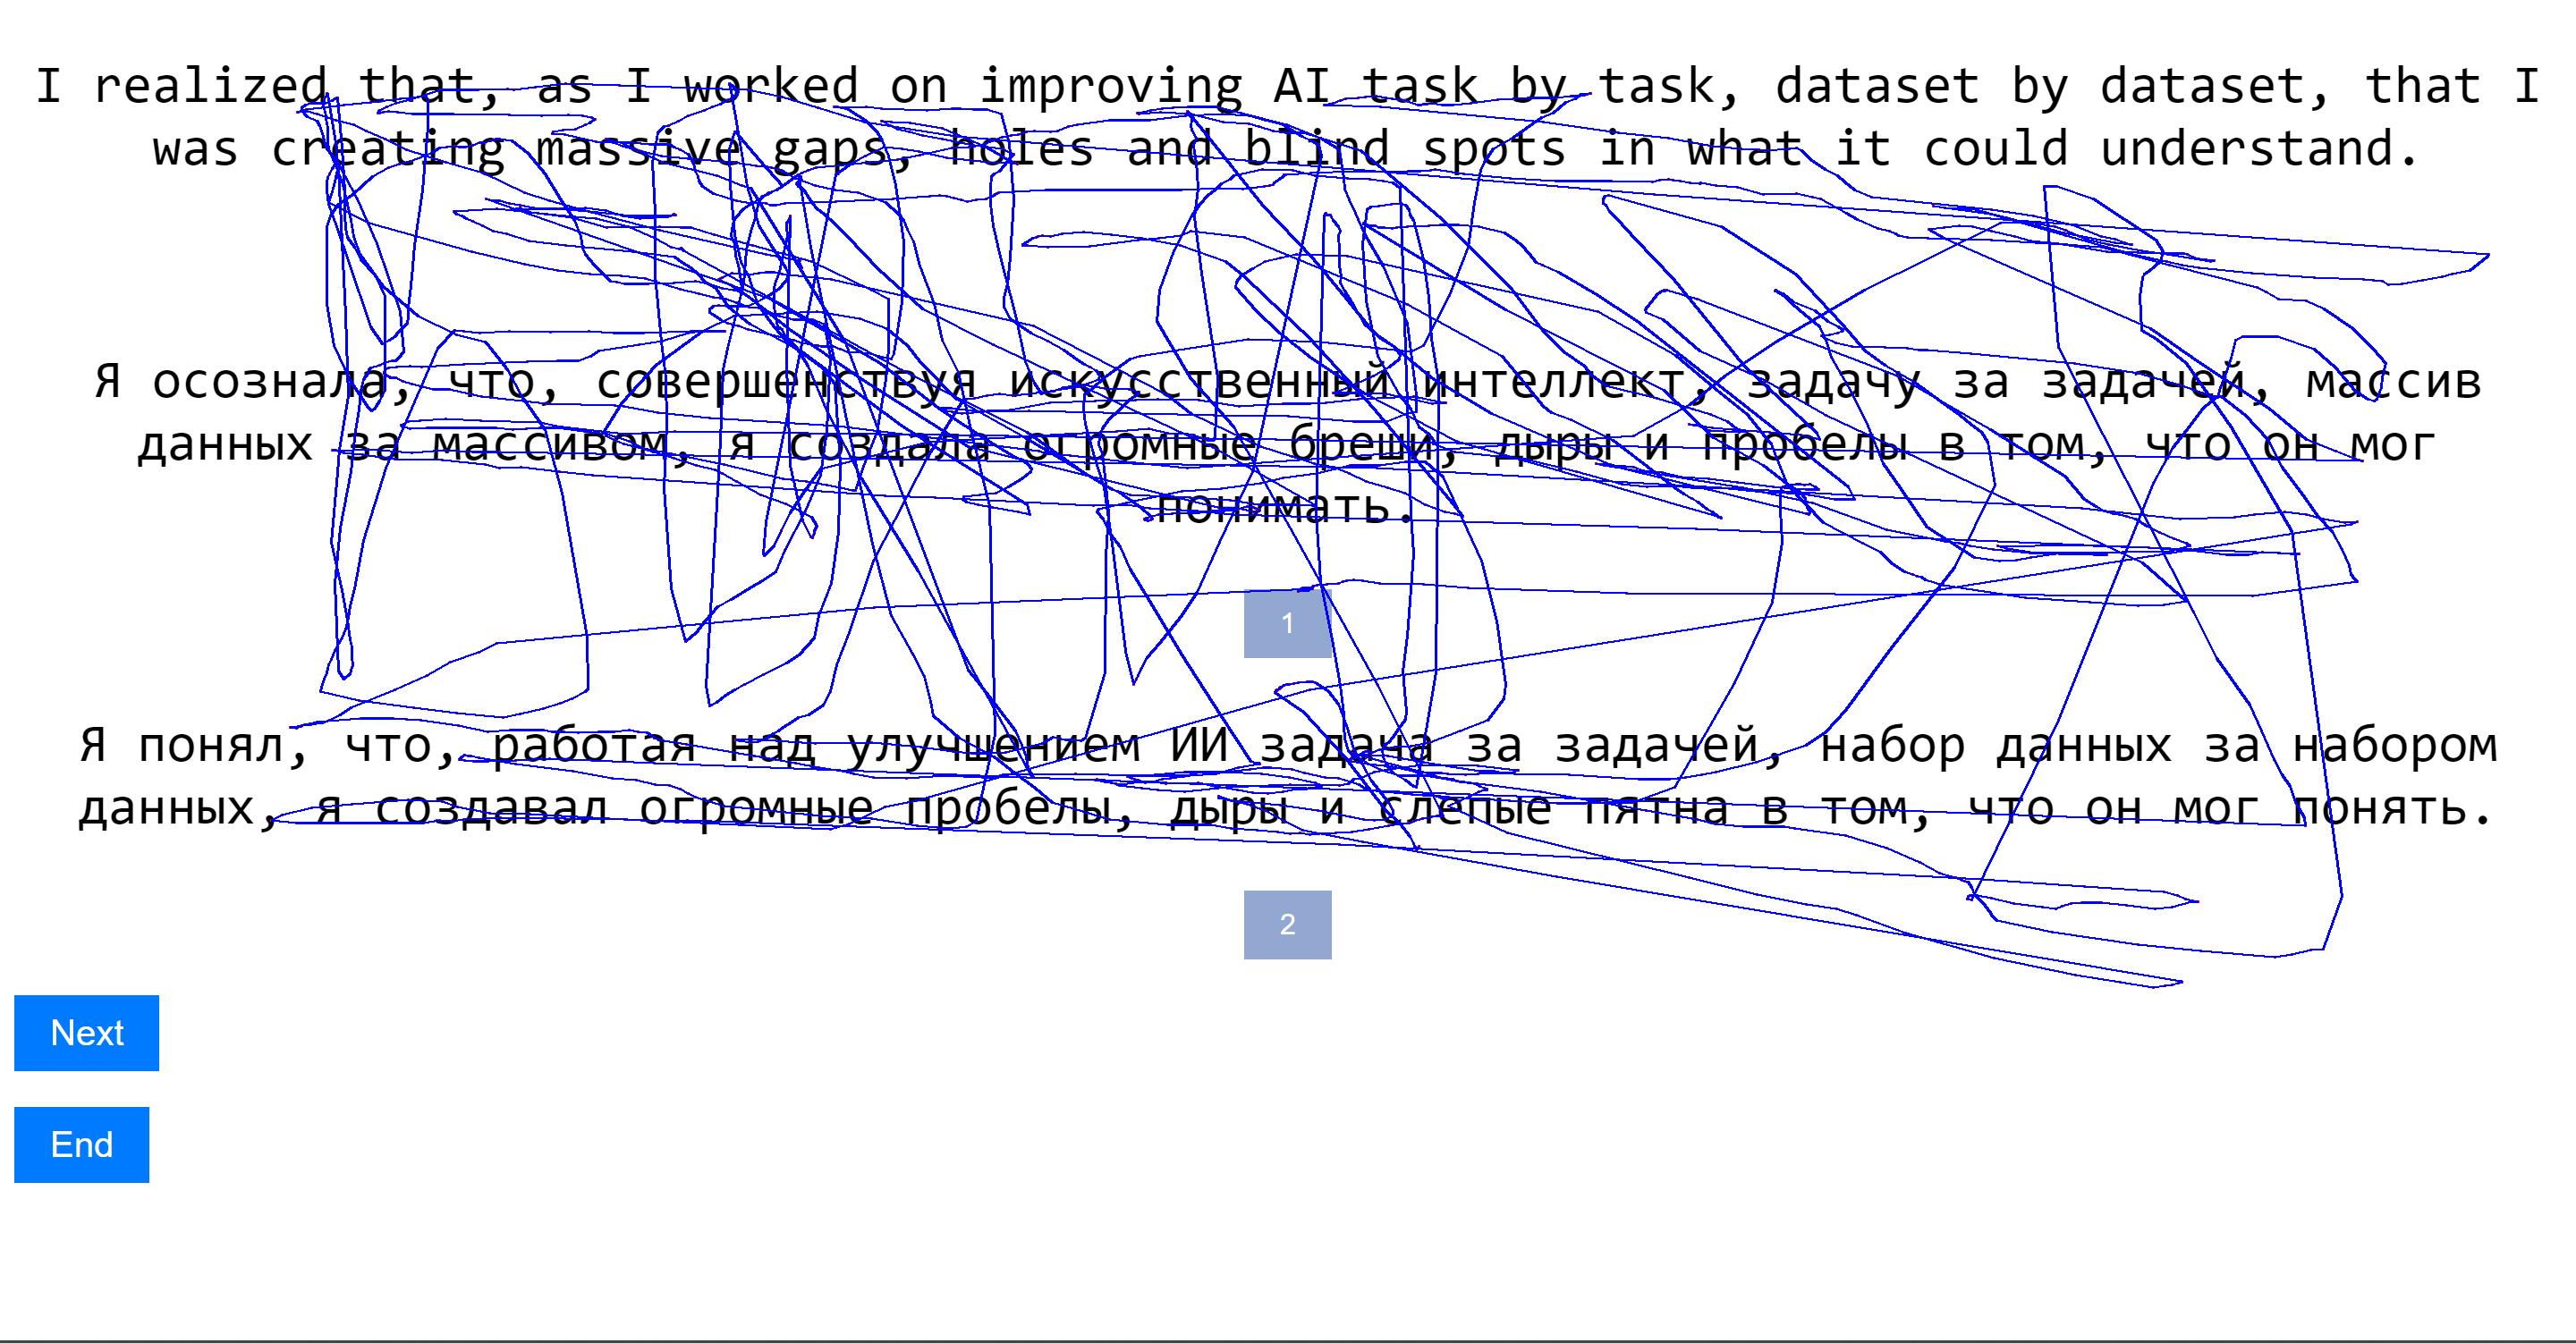 I realized that, as I worked on improving AI task by task, dataset by dataset, that I
was creating massive gaps, holes and blind spots in what it could understand.
Я осознала, что, совершенствуя искусственный интеллект, задачу за задачей, массив
данных за массивом, я создала огромные бреши, дыры и пробелы в том, что он мог
понимать.
1
Я понял, что, работая над улучшением ИИ задача за задачей, набор данных за набором
данных, я создавал огромные пробелы, дыры и слепые пятна в том, что он мог понять.
2
Next
End